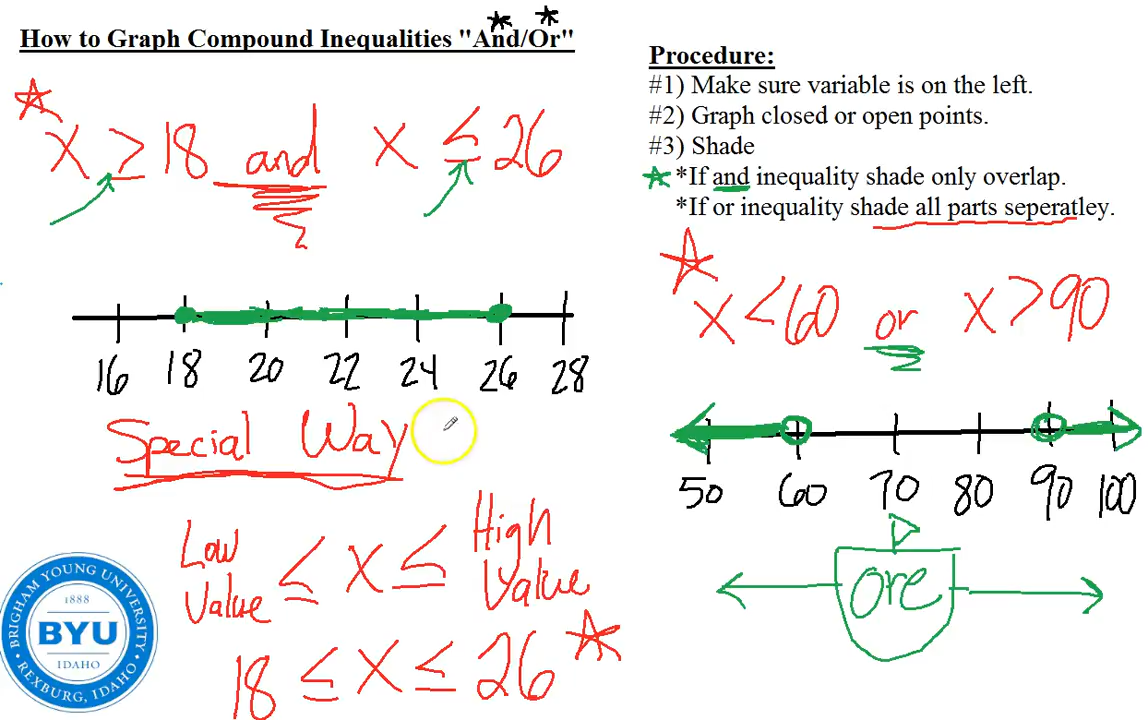 How to Graph Compound Inequalities "And/Or"
x ≥ 18 and x ≤ 26
16 18 20 22 24 26 28
Special Way
Low Value ≤ x ≤ High Value
18 ≤ x ≤ 26
BRIGHAM YOUNG UNIVERSITY
1888
BYU
IDAHO
REXBURG, IDAHO
Procedure:
#1) Make sure variable is on the left.
#2) Graph closed or open points.
#3) Shade
*If and inequality shade only overlap.
*If or inequality shade all parts seperatley.
x < 60 or x > 90
50 60 70 80 90 100
Ore